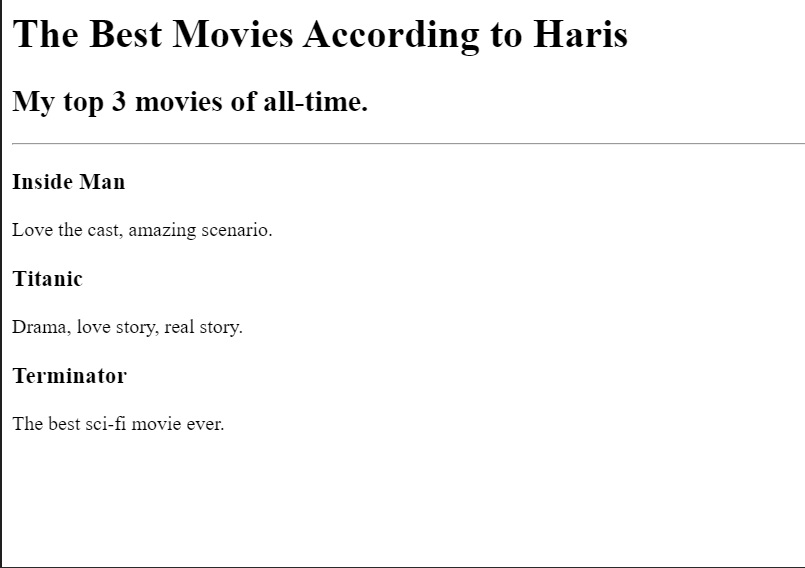 The Best Movies According to Haris
My top 3 movies of all-time.
Inside Man
Love the cast, amazing scenario.
Titanic
Drama, love story, real story.
Terminator
The best sci-fi movie ever.